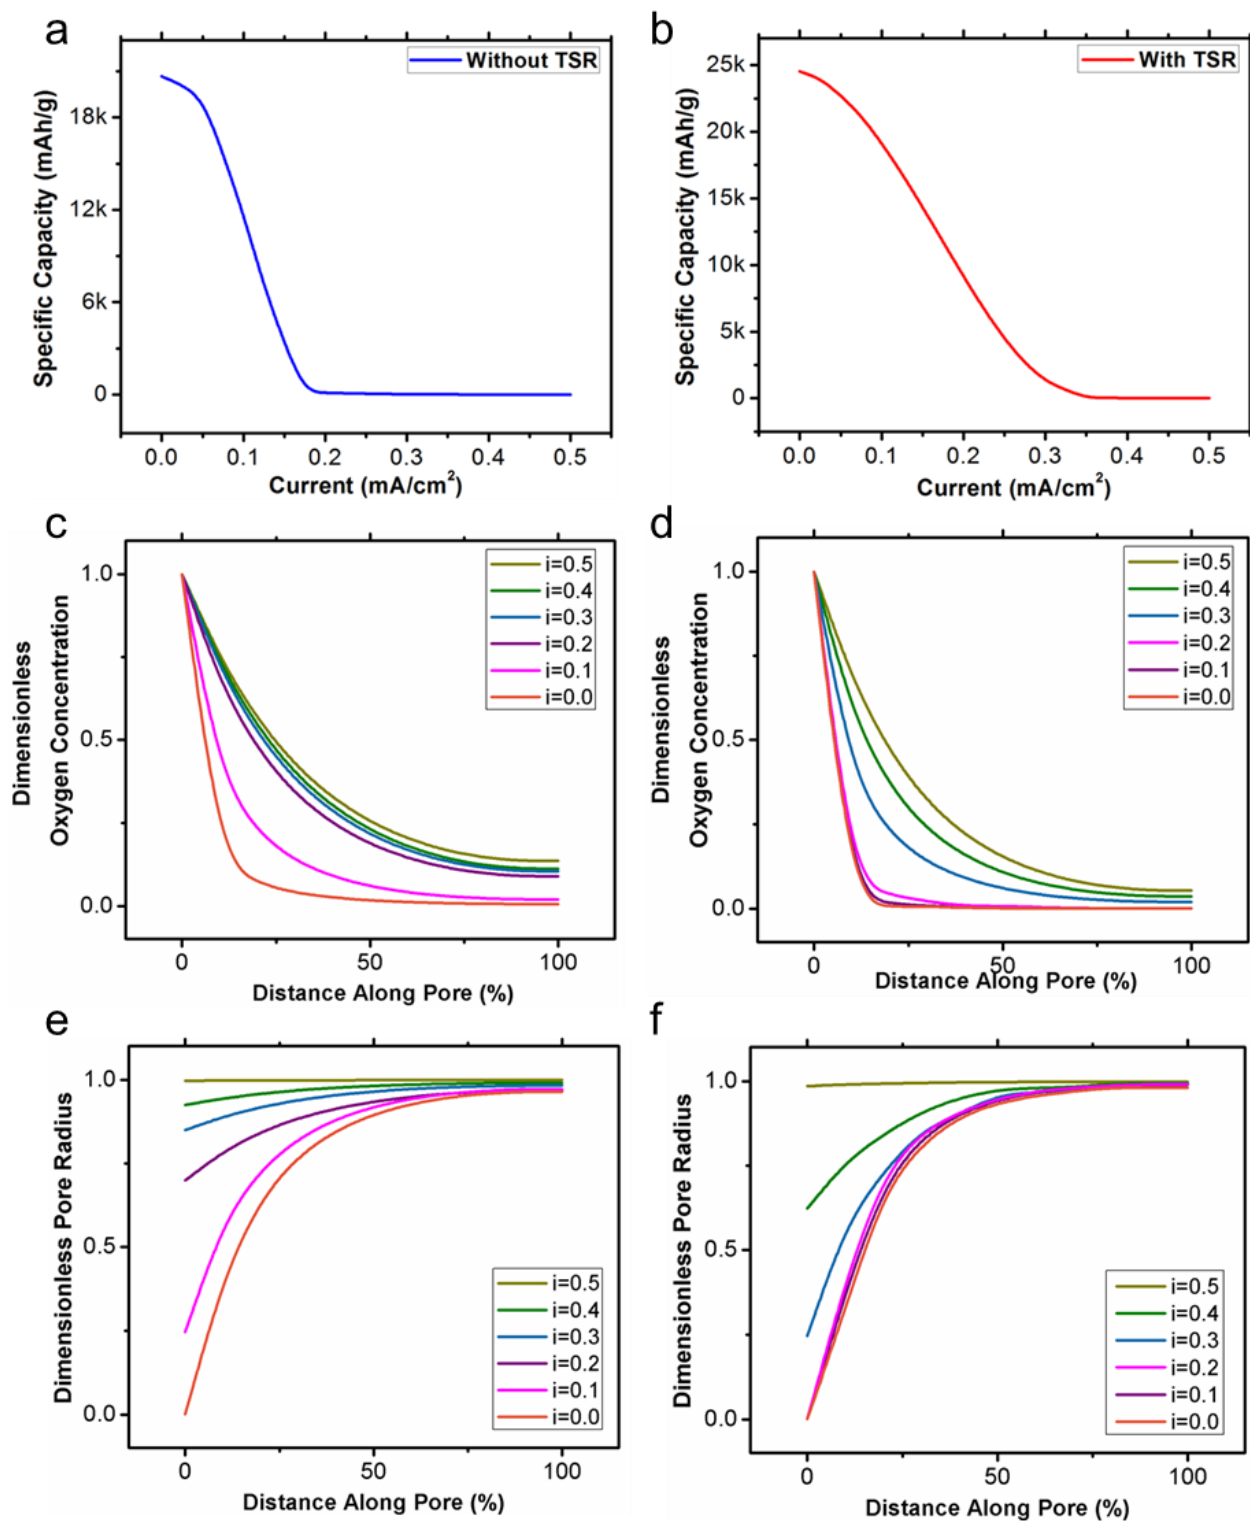 a
Without TSR
18k
12k
6k
0
Specific Capacity (mAh/g)
0.0 0.1 0.2 0.3 0.4 0.5
Current (mA/cm²)
b
With TSR
25k
20k
15k
10k
5k
0
Specific Capacity (mAh/g)
0.0 0.1 0.2 0.3 0.4 0.5
Current (mA/cm²)
c
i=0.5
i=0.4
i=0.3
i=0.2
i=0.1
i=0.0
1.0
0.5
0.0
Dimensionless
Oxygen Concentration
0 50 100
Distance Along Pore (%)
d
i=0.5
i=0.4
i=0.3
i=0.2
i=0.1
i=0.0
1.0
0.5
0.0
Dimensionless
Oxygen Concentration
0 50 100
Distance Along Pore (%)
e
1.0
0.5
0.0
Dimensionless Pore Radius
i=0.5
i=0.4
i=0.3
i=0.2
i=0.1
i=0.0
0 50 100
Distance Along Pore (%)
f
1.0
0.5
0.0
Dimensionless Pore Radius
i=0.5
i=0.4
i=0.3
i=0.2
i=0.1
i=0.0
0 50 100
Distance Along Pore (%)